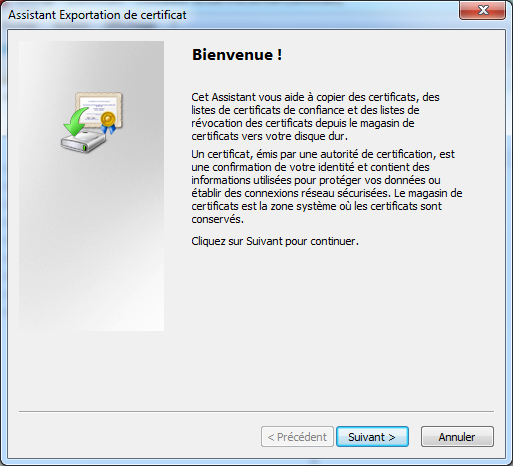 Assistant Exportation de certificat
Bienvenue !
Cet Assistant vous aide à copier des certificats, des
listes de certificats de confiance et des listes de
révocation des certificats depuis le magasin de
certificats vers votre disque dur.
Un certificat, émis par une autorité de certification, est
une confirmation de votre identité et contient des
informations utilisées pour protéger vos données ou
établir des connexions réseau sécurisées. Le magasin de
certificats est la zone système où les certificats sont
conservés.
Cliquez sur Suivant pour continuer.
< Précédent
Suivant >
Annuler